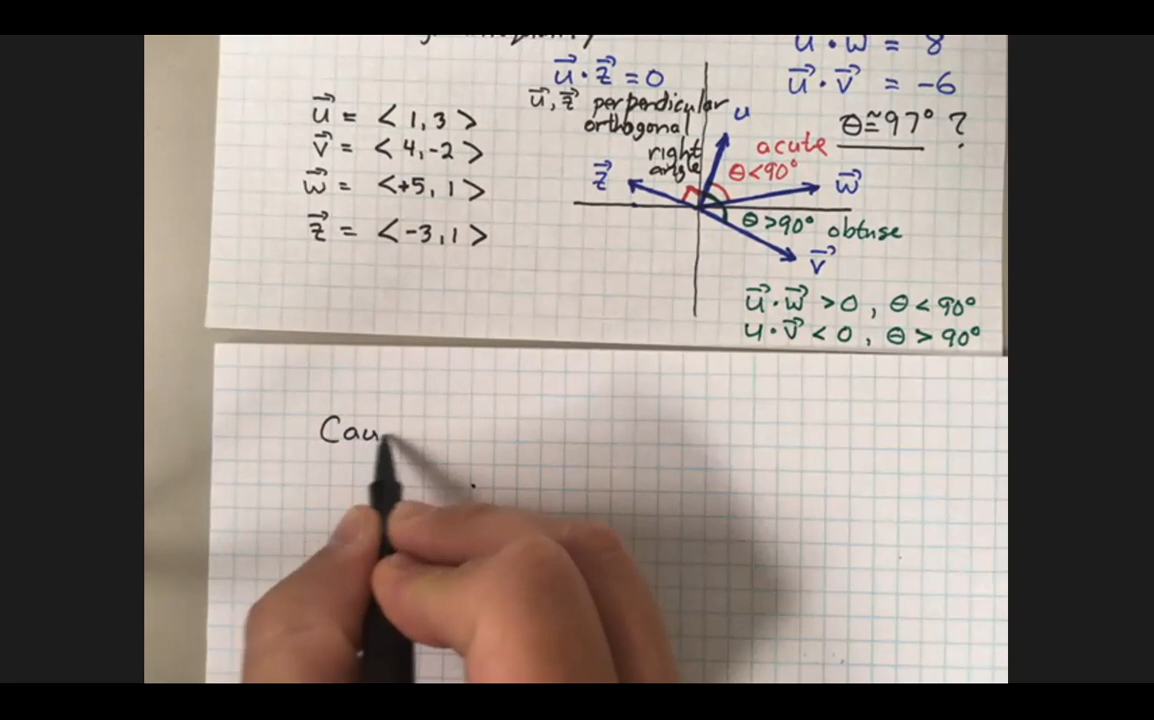 u · w = 8
u · z = 0
u · v = -6
u, z perpendicular
orthogonal
right
angle
u = < 1, 3 >
v = < 4, -2 >
w = < +5, 1 >
z = < -3, 1 >
u
θ ≅ 97° ?
acute
θ < 90°
z
w
θ > 90° obtuse
v
u · w > 0 , θ < 90°
u · v < 0 , θ > 90°
Cau